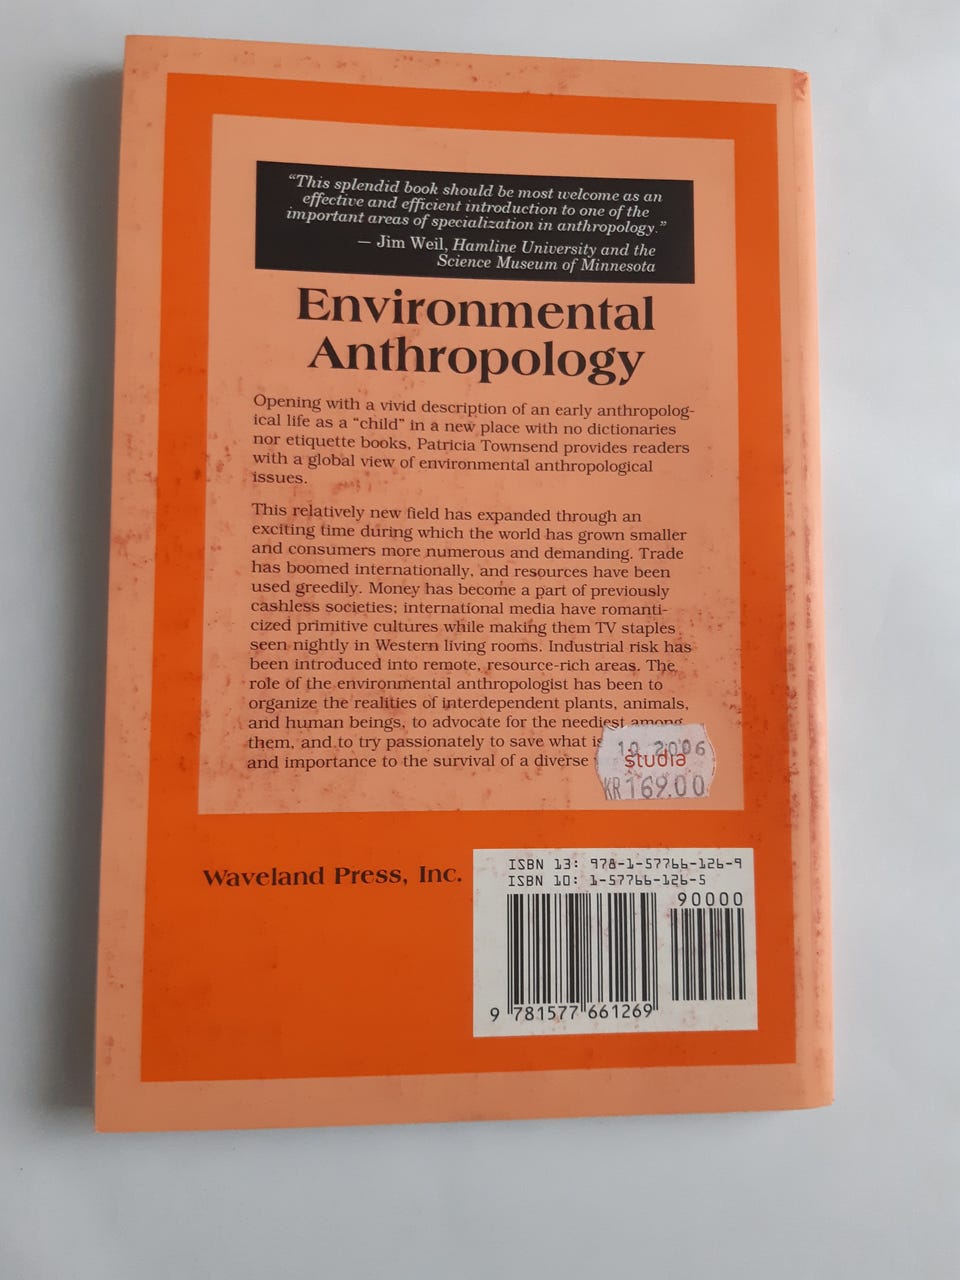 “This splendid book should be most welcome as an
effective and efficient introduction to one of the
important areas of specialization in anthropology.”
— Jim Weil, Hamline University and the
Science Museum of Minnesota
Environmental
Anthropology
Opening with a vivid description of an early anthropolog-
ical life as a “child” in a new place with no dictionaries
nor etiquette books, Patricia Townsend provides readers
with a global view of environmental anthropological
issues.
This relatively new field has expanded through an
exciting time during which the world has grown smaller
and consumers more numerous and demanding. Trade
has boomed internationally, and resources have been
used greedily. Money has become a part of previously
cashless societies; international media have romanti-
cized primitive cultures while making them TV staples
seen nightly in Western living rooms. Industrial risk has
been introduced into remote, resource-rich areas. The
role of the environmental anthropologist has been to
organize the realities of interdependent plants, animals,
and human beings, to advocate for the neediest among
them, and to try passionately to save what is
and importance to the survival of a diverse
10 2006
studia
KR 169.00
Waveland Press, Inc.
ISBN 13: 978-1-57766-126-9
ISBN 10: 1-57766-126-5
90000
9 781577 661269